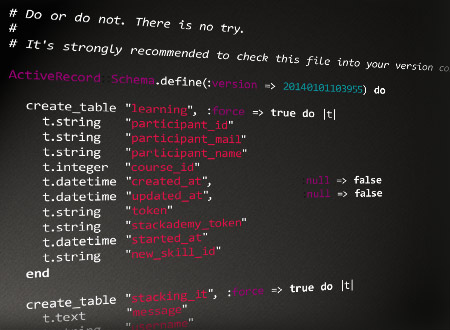 # Do or do not. There is no try.
#
# It's strongly recommended to check this file into your version co
ActiveRecord Schema.define(:version => 20140101103955) do
create_table "learning", :force => true do |t|
t.string "participant_id"
t.string "participant_mail"
t.string "participant_name"
t.integer "course_id"
t.datetime "created_at", :null => false
t.datetime "updated_at", :null => false
t.string "token"
t.string "stackademy_token"
t.datetime "started_at"
t.string "new_skill_id"
end
create_table "stacking_it", :force => true do |t|
t.text "message"